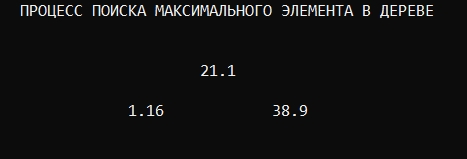 ПРОЦЕСС ПОИСКА МАКСИМАЛЬНОГО ЭЛЕМЕНТА В ДЕРЕВЕ
21.1
1.16 38.9